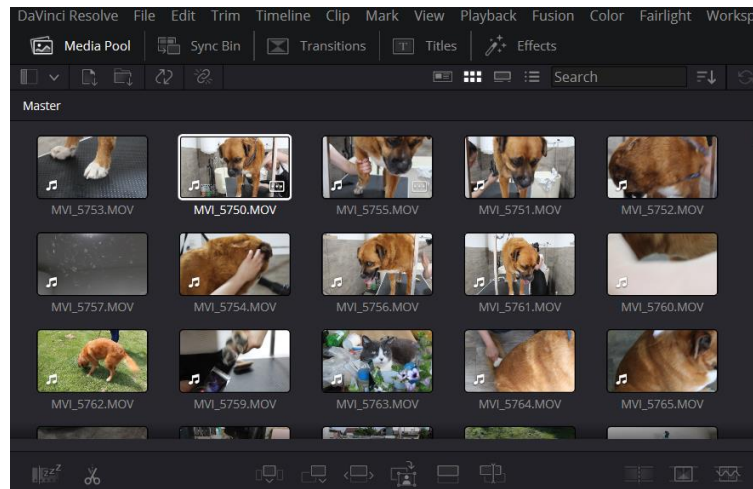 DaVinci Resolve File Edit Trim Timeline Clip Mark View Playback Fusion Color Fairlight Worksp
Media Pool Sync Bin Transitions T Titles Effects
Search
Master
MVI_5753.MOV MVI_5750.MOV MVI_5755.MOV MVI_5751.MOV MVI_5752.MOV
MVI_5757.MOV MVI_5754.MOV MVI_5756.MOV MVI_5761.MOV MVI_5760.MOV
MVI_5762.MOV MVI_5759.MOV MVI_5763.MOV MVI_5764.MOV MVI_5765.MOV
zzZ